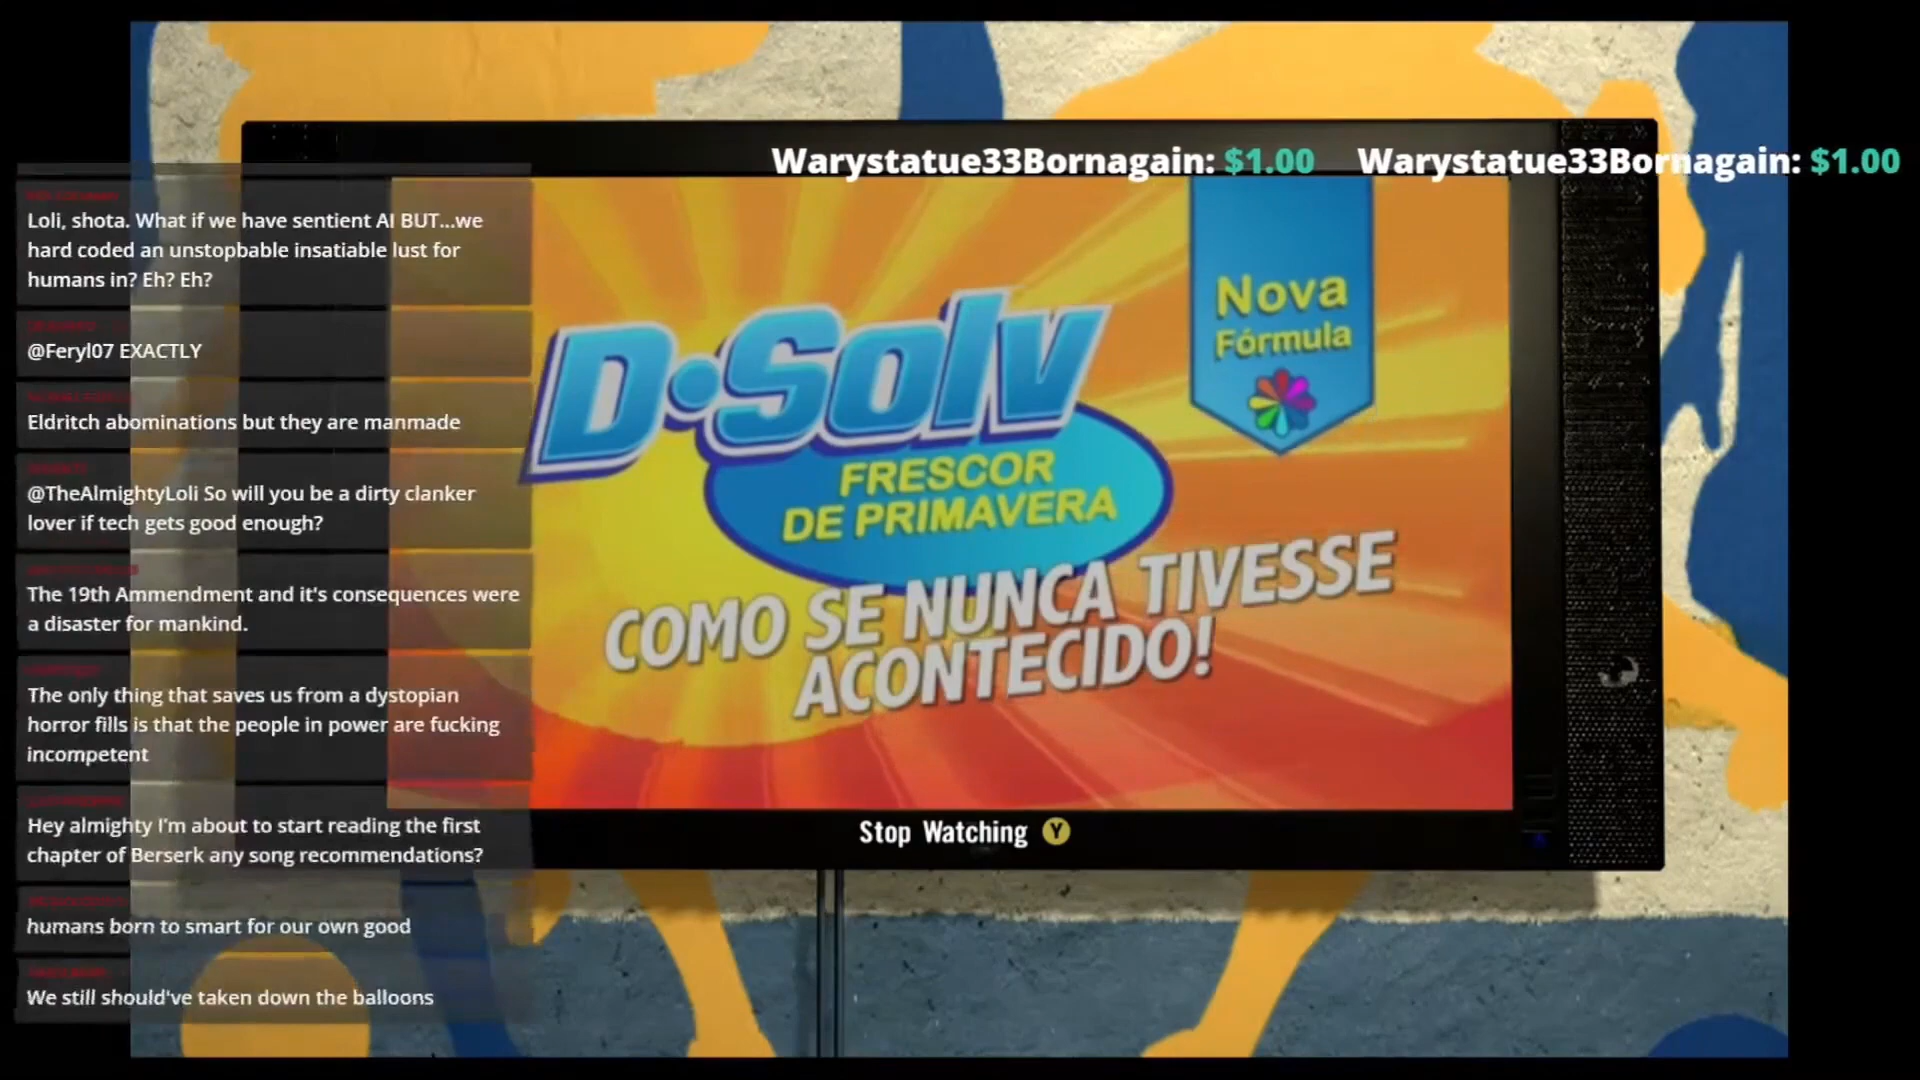 Warystatue33Bornagain: $1.00 Warystatue33Bornagain: $1.00
Loli, shota. What if we have sentient AI BUT...we
hard coded an unstopbable insatiable lust for
humans in? Eh? Eh?
@Feryl07 EXACTLY
Eldritch abominations but they are manmade
@TheAlmightyLoli So will you be a dirty clanker
lover if tech gets good enough?
The 19th Ammendment and it's consequences were
a disaster for mankind.
The only thing that saves us from a dystopian
horror fills is that the people in power are fucking
incompetent
Hey almighty I'm about to start reading the first
chapter of Berserk any song recommendations?
humans born to smart for our own good
We still should've taken down the balloons
D•Solv
FRESCOR
DE PRIMAVERA
Nova
Fórmula
COMO SE NUNCA TIVESSE
ACONTECIDO!
Stop Watching Y